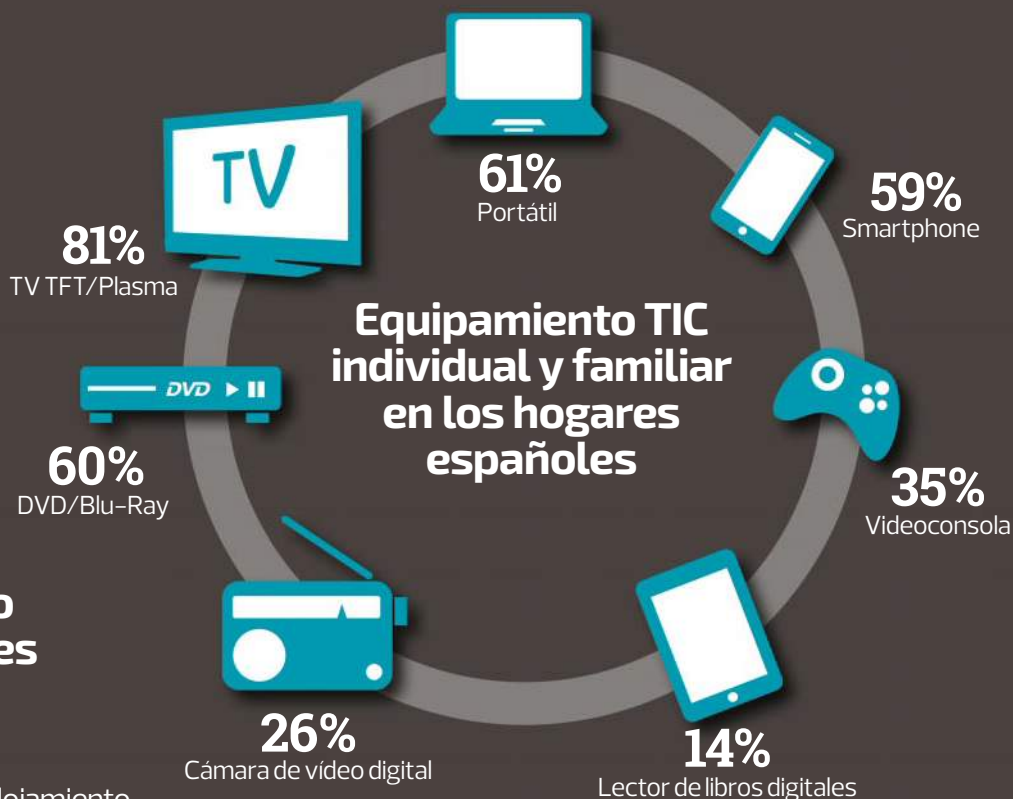 TV
61%
Portátil
59%
Smartphone
81%
TV TFT/Plasma
Equipamiento TIC
individual y familiar
en los hogares
españoles
DVD
60%
DVD/Blu-Ray
35%
Videoconsola
26%
Cámara de vídeo digital
14%
Lector de libros digitales